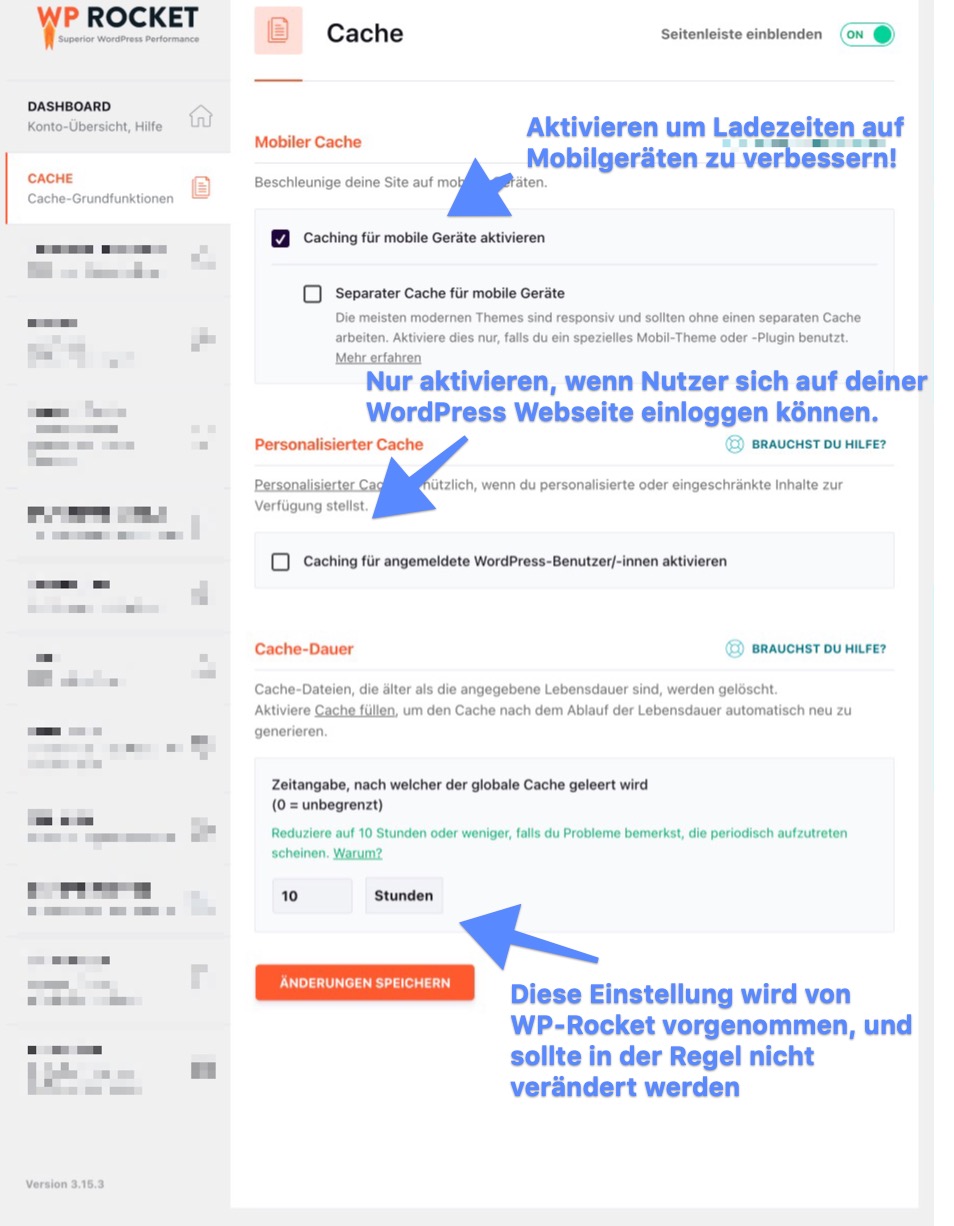 WP ROCKET
Superior WordPress Performance
Cache
Seitenleiste einblenden
ON
DASHBOARD
Konto-Übersicht, Hilfe
CACHE
Cache-Grundfunktionen
Aktivieren um Ladezeiten auf
Mobilgeräten zu verbessern!
Mobiler Cache
Beschleunige deine Site auf
Caching für mobile Geräte aktivieren
Separater Cache für mobile Geräte
Die meisten modernen Themes sind responsiv und sollten ohne einen separaten Cache
arbeiten. Aktiviere dies nur, falls du ein spezielles Mobil-Theme oder -Plugin benutzt.
Mehr erfahren
Nur aktivieren, wenn Nutzer sich auf deiner
WordPress Webseite einloggen können.
Personalisierter Cache
BRAUCHST DU HILFE?
Personalisierter nützlich, wenn du personalisierte oder eingeschränkte Inhalte zur
Verfügung stellst.
Caching für angemeldete WordPress-Benutzer/-innen aktivieren
Cache-Dauer
BRAUCHST DU HILFE?
Cache-Dateien, die älter als die angegebene Lebensdauer sind, werden gelöscht.
Aktiviere Cache füllen, um den Cache nach dem Ablauf der Lebensdauer automatisch neu zu
generieren.
Zeitangabe, nach welcher der globale Cache geleert wird
(0 = unbegrenzt)
Reduziere auf 10 Stunden oder weniger, falls du Probleme bemerkst, die periodisch aufzutreten
scheinen. Warum?
10 Stunden
ÄNDERUNGEN SPEICHERN
Diese Einstellung wird von
WP-Rocket vorgenommen, und
sollte in der Regel nicht
verändert werden
Version 3.15.3